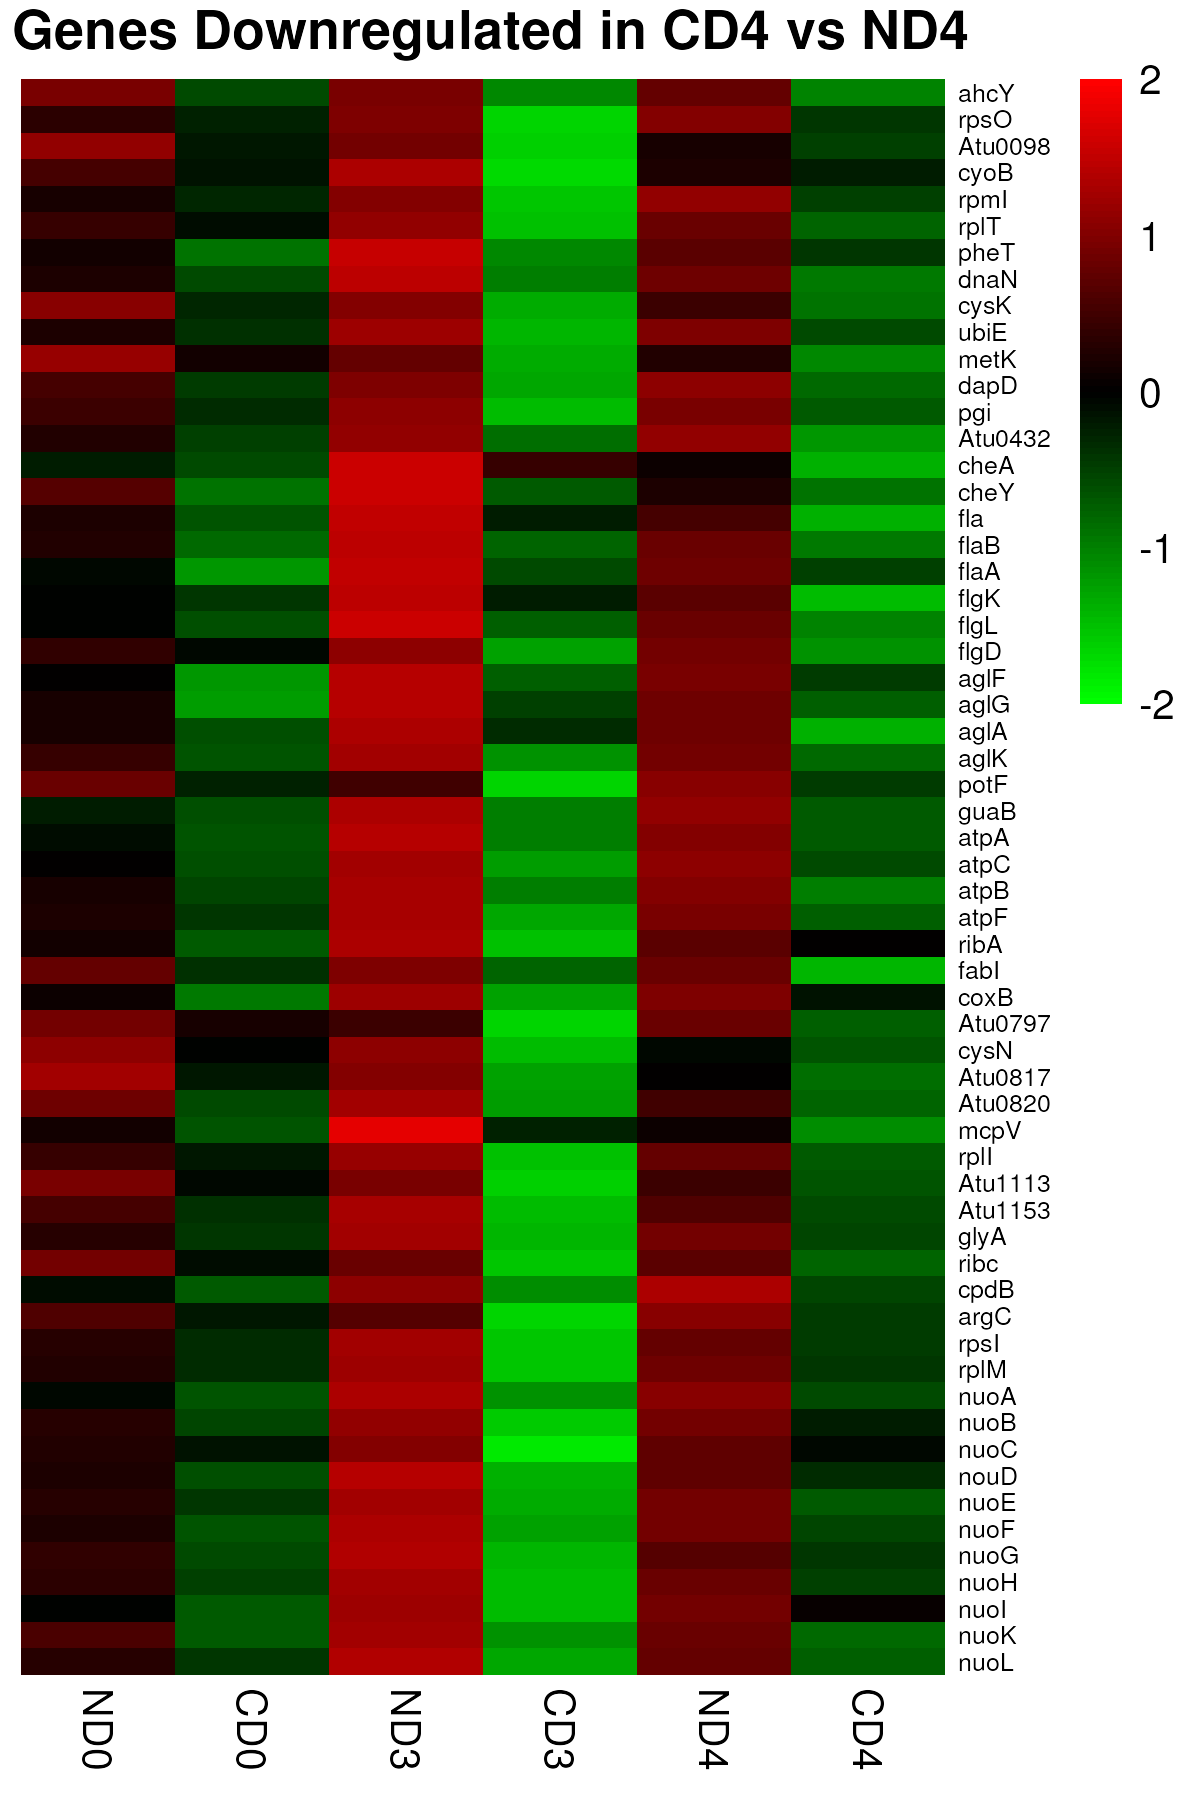 Genes Downregulated in CD4 vs ND4
2
1
0
-1
-2
ahcY
rpsO
Atu0098
cyoB
rpmI
rplT
pheT
dnaN
cysK
ubiE
metK
dapD
pgi
Atu0432
cheA
cheY
fla
flaB
flaA
flgK
flgL
flgD
aglF
aglG
aglA
aglK
potF
guaB
atpA
atpC
atpB
atpF
ribA
fabI
coxB
Atu0797
cysN
Atu0817
Atu0820
mcpV
rplI
Atu1113
Atu1153
glyA
ribc
cpdB
argC
rpsI
rplM
nuoA
nuoB
nuoC
nouD
nuoE
nuoF
nuoG
nuoH
nuoI
nuoK
nuoL
ND0
CD0
ND3
CD3
ND4
CD4